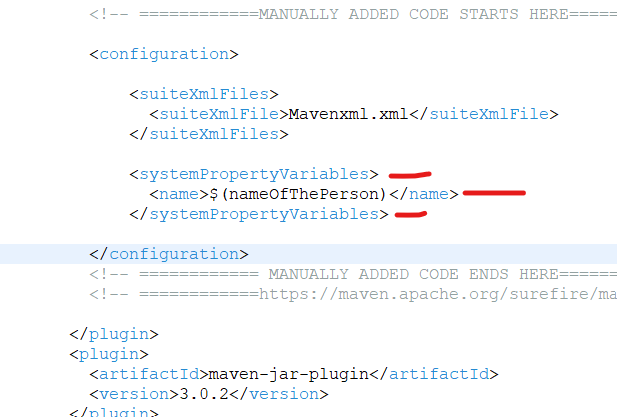 <!-- ============MANUALLY ADDED CODE STARTS HERE=====
<configuration>
<suiteXmlFiles>
<suiteXmlFile>Mavenxml.xml</suiteXmlFile>
</suiteXmlFiles>
<systemPropertyVariables>
<name>$(nameOfThePerson)</name>
</systemPropertyVariables>
</configuration>
<!-- ============ MANUALLY ADDED CODE ENDS HERE======
<!-- ============https://maven.apache.org/surefire/ma
</plugin>
<plugin>
<artifactId>maven-jar-plugin</artifactId>
<version>3.0.2</version>
</plugin>